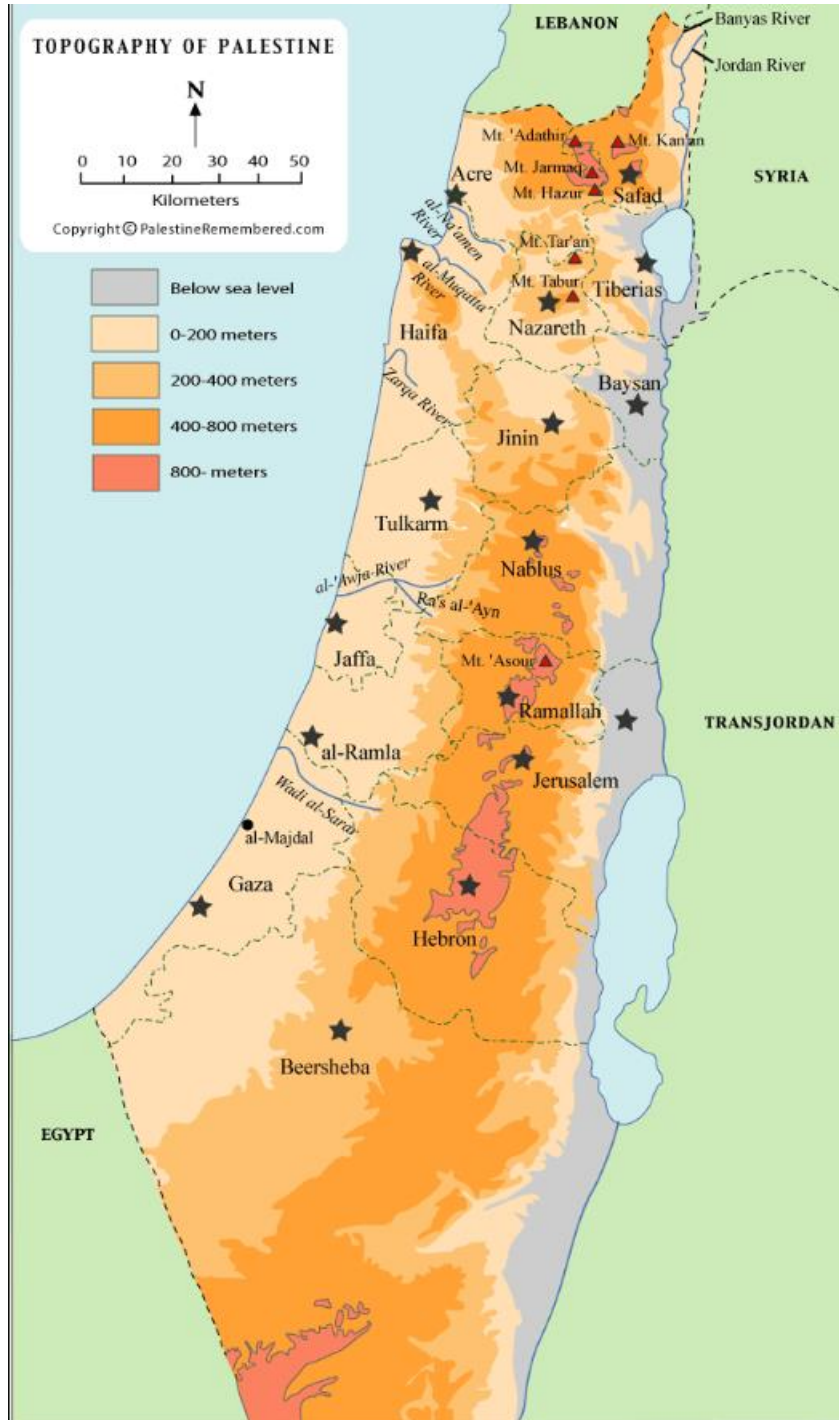 TOPOGRAPHY OF PALESTINE
N
0 10 20 30 40 50
Kilometers
Copyright © PalestineRemembered.com
Below sea level
0-200 meters
200-400 meters
400-800 meters
800- meters
LEBANON
Banyas River
Jordan River
SYRIA
Mt. 'Adathir
Mt. Kan'an
Mt. Jarmaq
Mt. Hazur
Safad
Acre
al-Na'amen
River
Mt. Tar'an
al-Muqatta
River
Mt. Tabur
Tiberias
Nazareth
Haifa
Zarqa River
Baysan
Jinin
Tulkarm
Nablus
al-'Awja-River
Ra's al-'Ayn
Jaffa
Mt. 'Asour
Ramallah
TRANSJORDAN
al-Ramla
Jerusalem
Wadi al-Sarar
al-Majdal
Gaza
Hebron
Beersheba
EGYPT